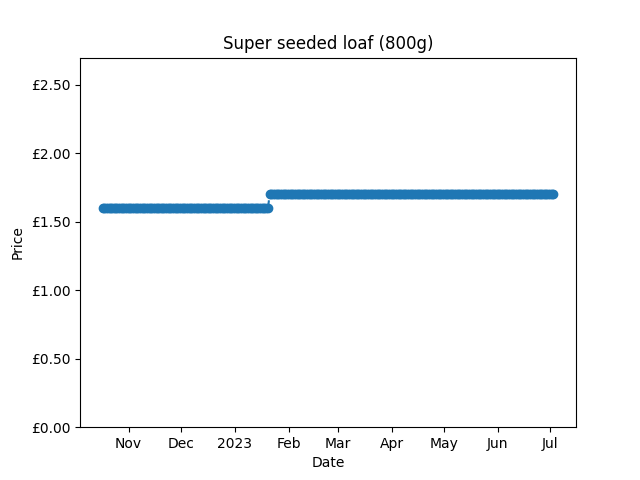 Super seeded loaf (800g)
£2.50
£2.00
£1.50
£1.00
£0.50
£0.00
Price
Nov Dec 2023 Feb Mar Apr May Jun Jul
Date